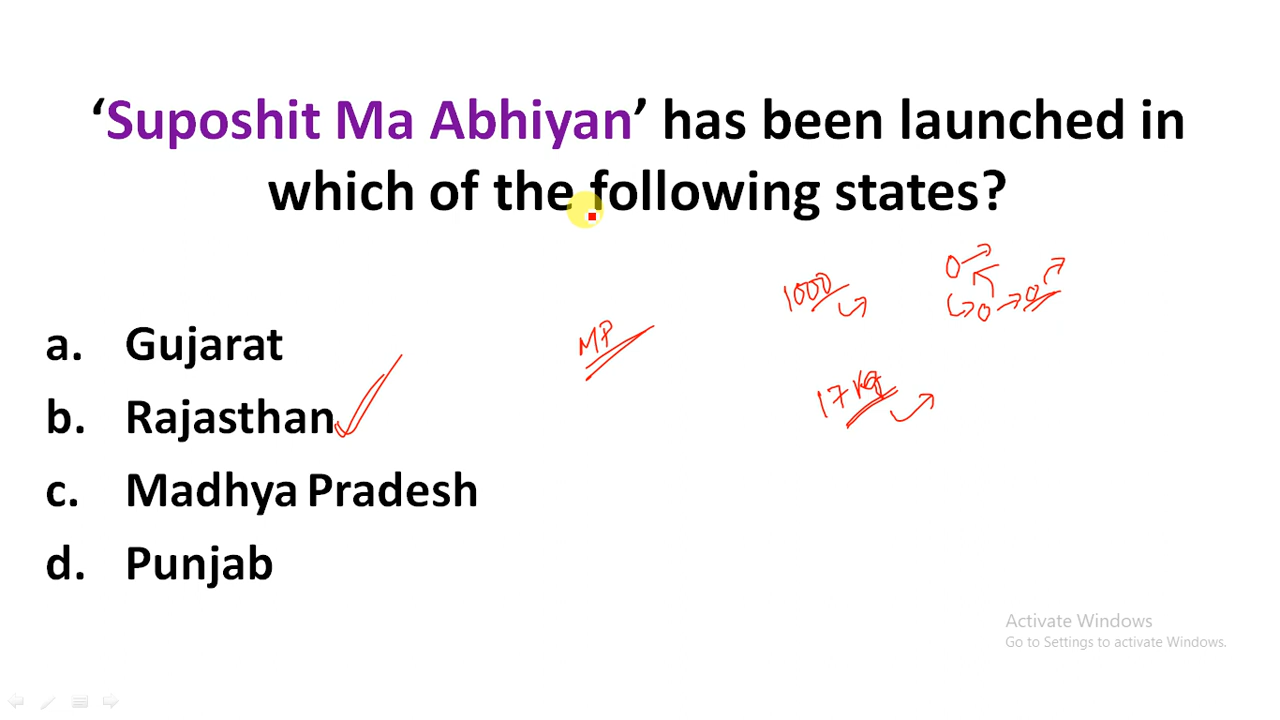 ‘Suposhit Ma Abhiyan’ has been launched in
which of the following states?
1000
MP
a. Gujarat
17 Kg
b. Rajasthan
c. Madhya Pradesh
d. Punjab
Activate Windows
Go to Settings to activate Windows.